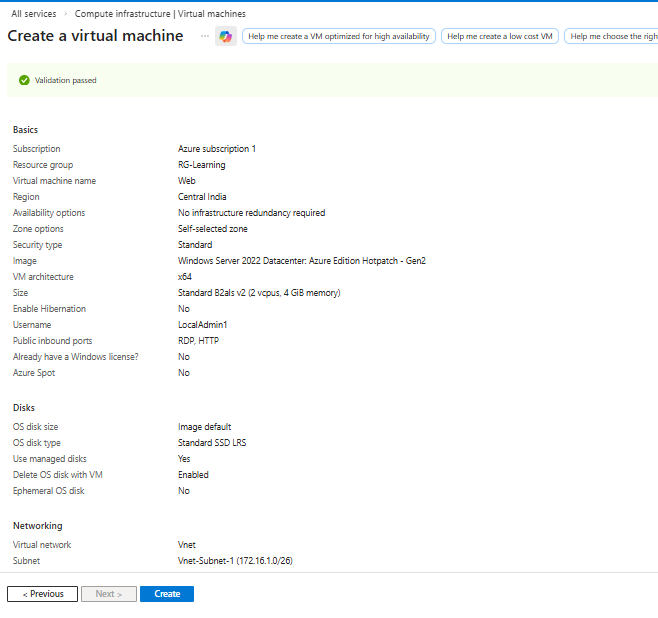 All services > Compute infrastructure | Virtual machines
Create a virtual machine ... Help me create a VM optimized for high availability Help me create a low cost VM Help me choose the righ
Validation passed
Basics
Subscription Azure subscription 1
Resource group RG-Learning
Virtual machine name Web
Region Central India
Availability options No infrastructure redundancy required
Zone options Self-selected zone
Security type Standard
Image Windows Server 2022 Datacenter: Azure Edition Hotpatch - Gen2
VM architecture x64
Size Standard B2als v2 (2 vcpus, 4 GiB memory)
Enable Hibernation No
Username LocalAdmin1
Public inbound ports RDP, HTTP
Already have a Windows license? No
Azure Spot No
Disks
OS disk size Image default
OS disk type Standard SSD LRS
Use managed disks Yes
Delete OS disk with VM Enabled
Ephemeral OS disk No
Networking
Virtual network Vnet
Subnet Vnet-Subnet-1 (172.16.1.0/26)
< Previous Next > Create